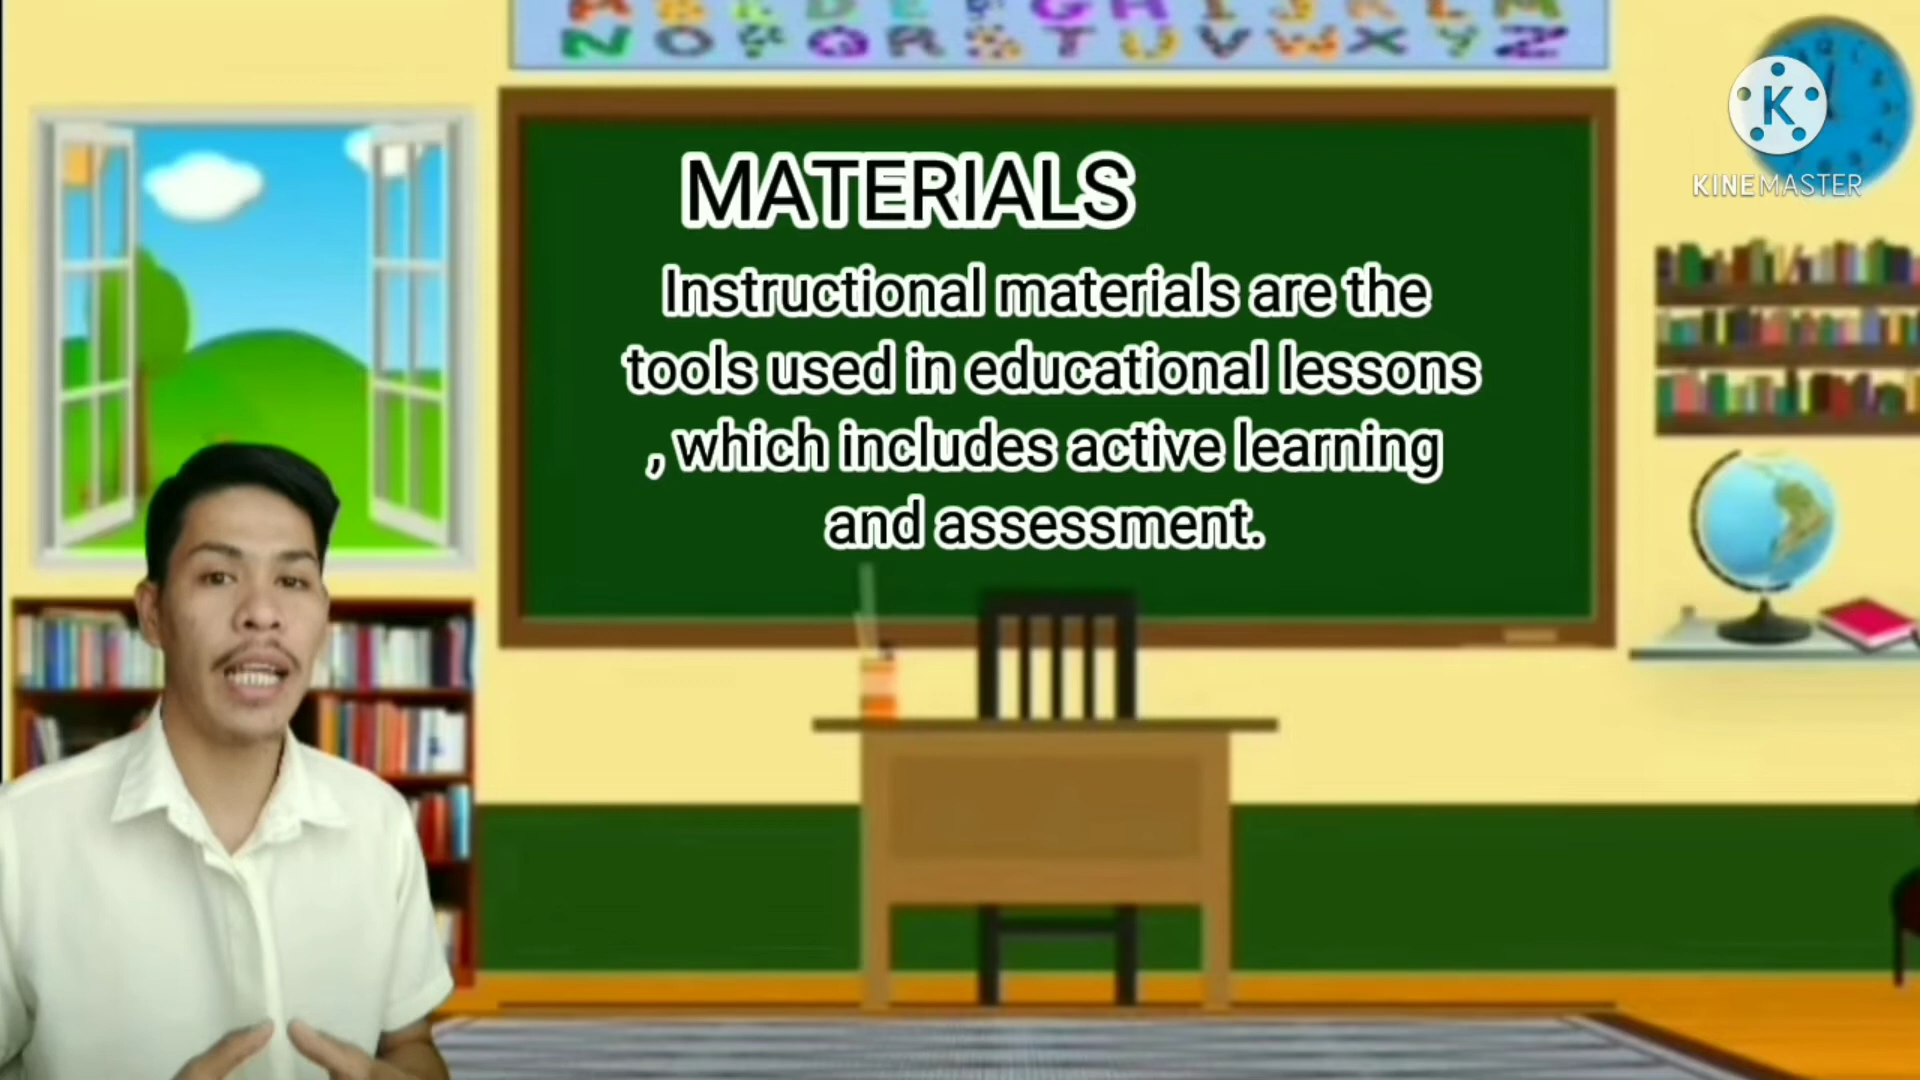 A B C D E F G H I J K L M
N O P Q R S T U V W X Y Z
K
KINEMASTER
MATERIALS
Instructional materials are the
tools used in educational lessons
, which includes active learning
and assessment.